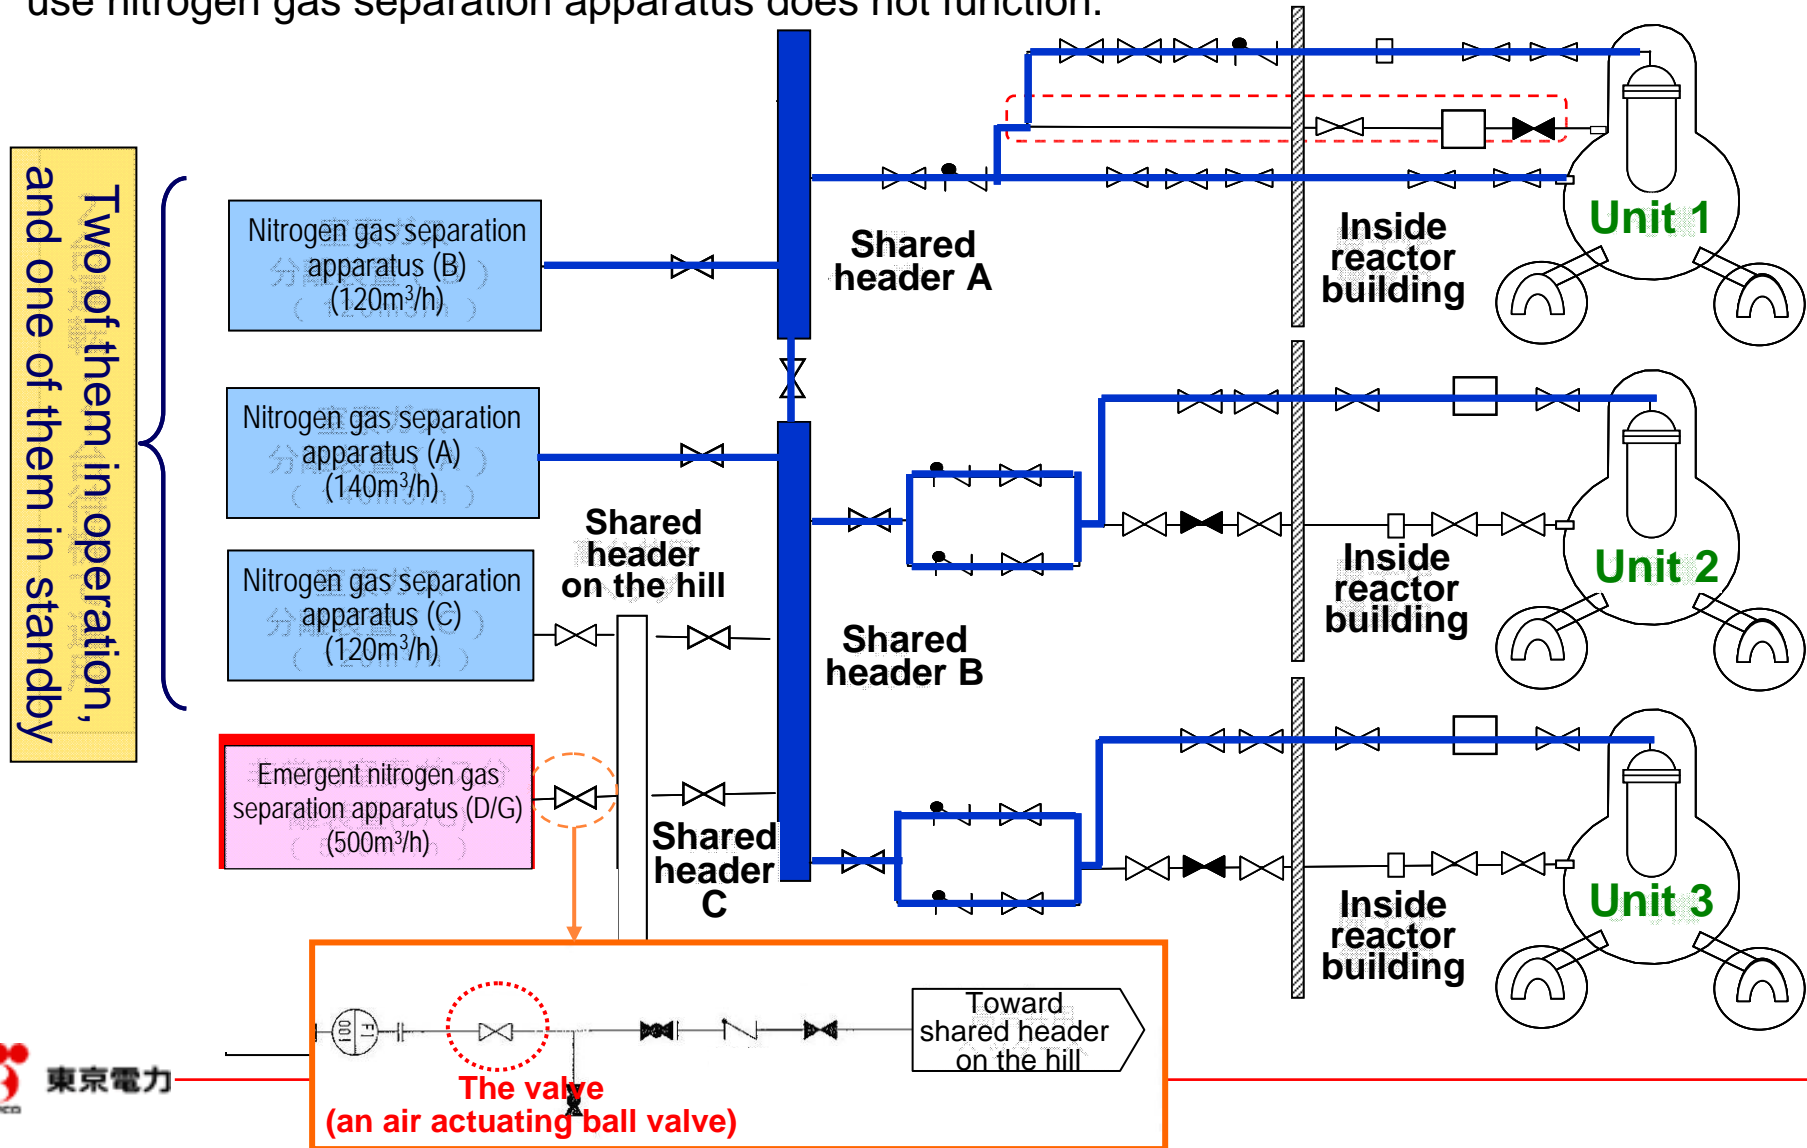 use nitrogen gas separation apparatus does not function.
Two of them in operation,
and one of them in standby
Nitrogen gas separation
apparatus (B)
(120m³/h)
Nitrogen gas separation
apparatus (A)
(140m³/h)
Nitrogen gas separation
apparatus (C)
(120m³/h)
Emergent nitrogen gas
separation apparatus (D/G)
(500m³/h)
Shared
header
on the hill
Shared
header A
Shared
header B
Shared
header
C
Inside
reactor
building
Unit 1
Inside
reactor
building
Unit 2
Inside
reactor
building
Unit 3
FI
001
Toward
shared header
on the hill
The valve
(an air actuating ball valve)
東京電力